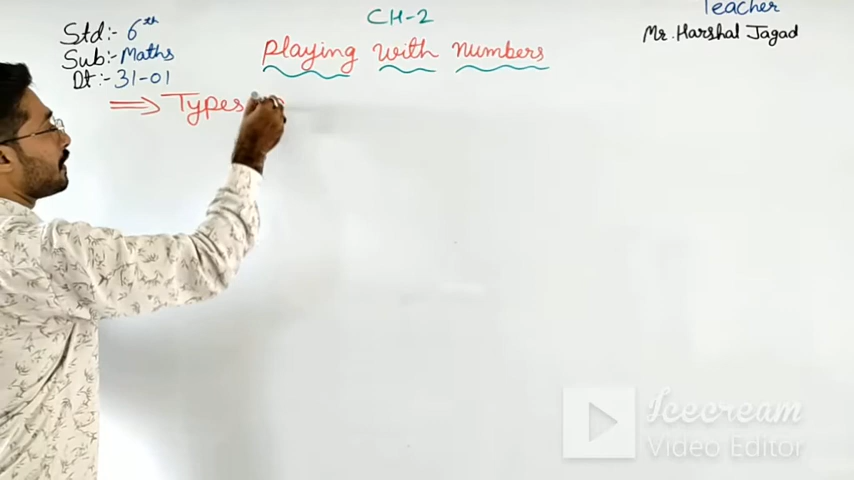 CH-2
Teacher
Std:- 6th
Mr. Harshal Jagad
Sub:- Maths
Playing with numbers
Dt:- 31-01
⟹ Types
Icecream
Video Editor